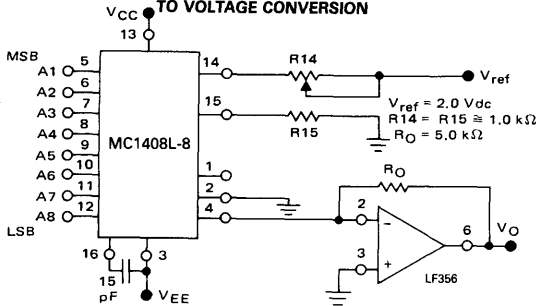 TO VOLTAGE CONVERSION
VCC
13
MSB
A1 5
A2 6
A3 7
A4 8
A5 9
A6 10
A7 11
A8 12
LSB
MC1408L-8
14
15
1
2
4
16
3
15
pF
VEE
R14
R15
Vref
Vref = 2.0 Vdc
R14 = R15 ≅ 1.0 kΩ
RO = 5.0 kΩ
RO
2
−
3
+
6
VO
LF356